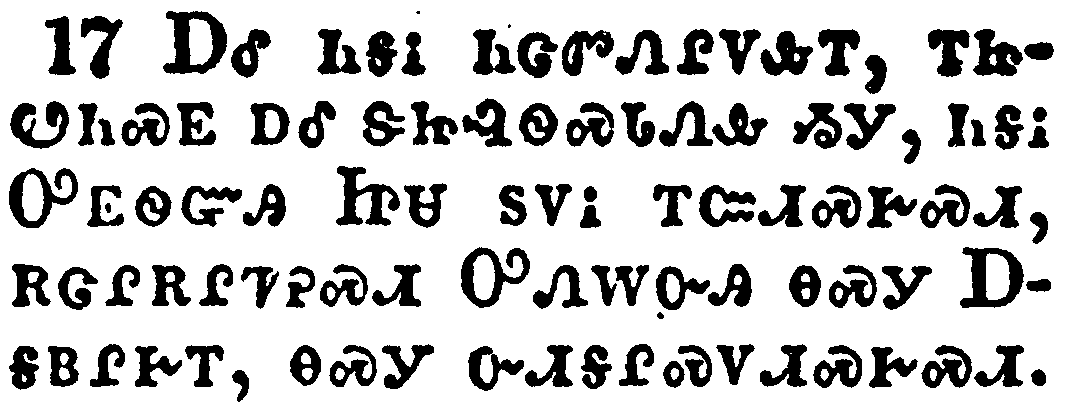 17 ᎠᎴ ᏂᎦᎥ ᏂᏣᏛᏁᎵᏙᎲᎢ, ᎢᏥ-
ᏬᏂᏍᎬ ᎠᎴ ᏕᏥᎸᏫᏍᏓᏁᎲ ᏱᎩ, ᏂᎦᎥ
ᎤᎬᏫᏳᎯ ᏥᏌ ᏚᏙᎥ ᎢᏨᏗᏍᎨᏍᏗ,
ᎡᏣᎵᎡᎵᏤᎮᏍᏗ ᎤᏁᎳᏅᎯ ᎾᏍᎩ Ꭰ-
ᎦᏴᎵᎨᎢ, ᎾᏍᎩ ᏅᏗᎦᎵᏍᏙᏗᏍᎨᏍᏗ.